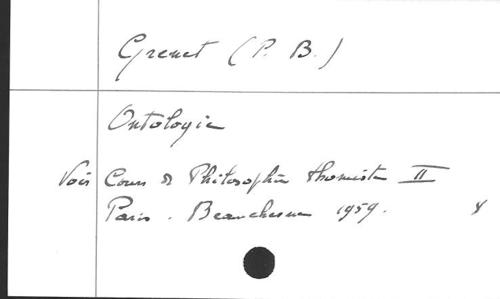 Grenet (P. B.)
Ontologie
Voir Cours de Philosophie thomiste II
Paris. Beauchesne 1959.